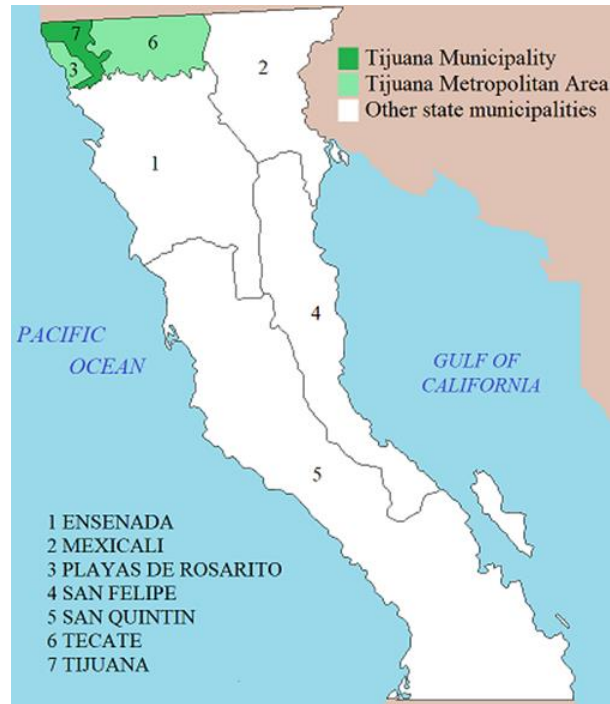 7
6
3
2
Tijuana Municipality
Tijuana Metropolitan Area
Other state municipalities
1
4
PACIFIC
OCEAN
GULF OF
CALIFORNIA
5
1 ENSENADA
2 MEXICALI
3 PLAYAS DE ROSARITO
4 SAN FELIPE
5 SAN QUINTIN
6 TECATE
7 TIJUANA